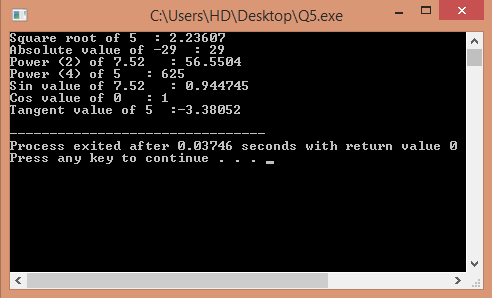 C:\Users\HD\Desktop\Q5.exe
Square root of 5  : 2.23607
Absolute value of -29  : 29
Power (2) of 7.52   : 56.5504
Power (4) of 5   : 625
Sin value of 7.52   : 0.944745
Cos value of 0   : 1
Tangent value of 5  :-3.38052
--------------------------------
Process exited after 0.03746 seconds with return value 0
Press any key to continue . . . _